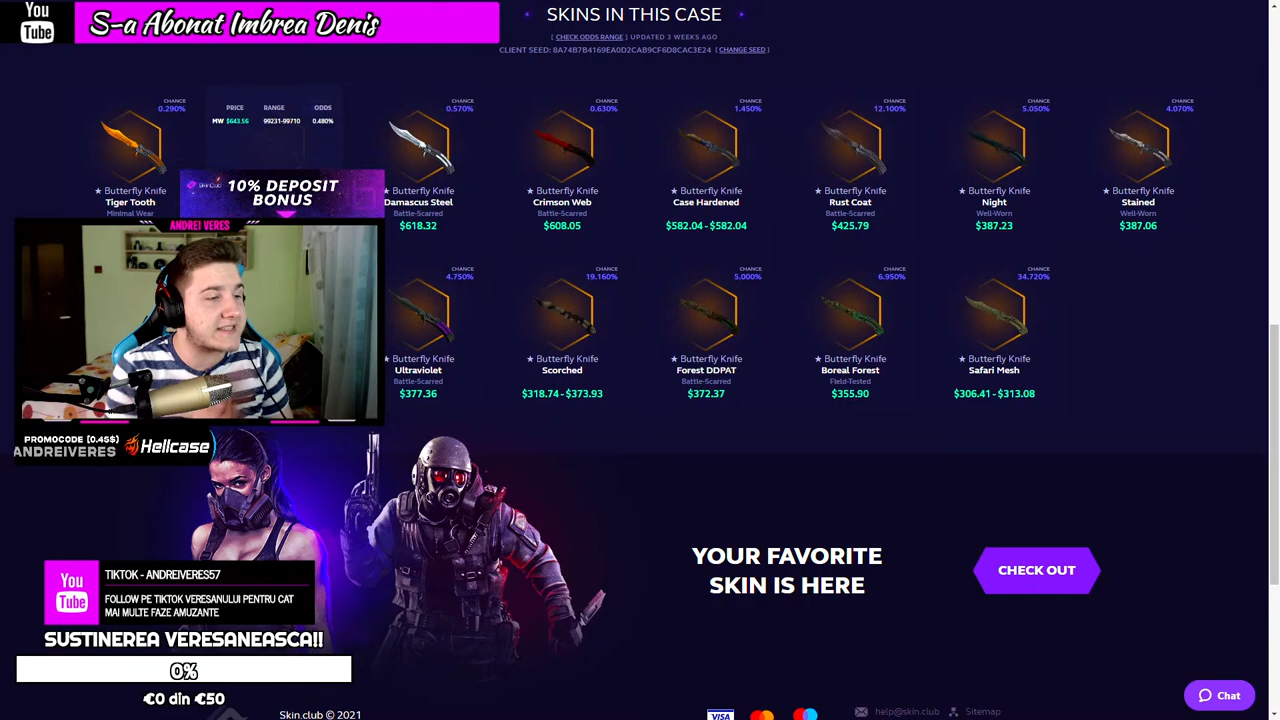 You
Tube
S-a Abonat Imbrea Denis
SKINS IN THIS CASE
[ CHECK ODDS RANGE ] UPDATED 3 WEEKS AGO
CLIENT SEED: 8A74B7B4169EA0D2CAB9CF6D8CAC3E24 [ CHANGE SEED ]
CHANCE
0.290%
★ Butterfly Knife
Tiger Tooth
Minimal Wear
PRICE RANGE ODDS
MW $643.56 99231-99710 0.480%
CHANCE
0.570%
★ Butterfly Knife
Damascus Steel
Battle-Scarred
$618.32
CHANCE
0.630%
★ Butterfly Knife
Crimson Web
Battle-Scarred
$608.05
CHANCE
1.450%
★ Butterfly Knife
Case Hardened
$582.04 - $582.04
CHANCE
12.100%
★ Butterfly Knife
Rust Coat
Battle-Scarred
$425.79
CHANCE
5.050%
★ Butterfly Knife
Night
Well-Worn
$387.23
CHANCE
4.070%
★ Butterfly Knife
Stained
Well-Worn
$387.06
SkinClub
10% DEPOSIT
BONUS
ANDREI VERES
CHANCE
4.750%
★ Butterfly Knife
Ultraviolet
Battle-Scarred
$377.36
CHANCE
19.160%
★ Butterfly Knife
Scorched
$318.74 - $373.93
CHANCE
5.000%
★ Butterfly Knife
Forest DDPAT
Battle-Scarred
$372.37
CHANCE
6.950%
★ Butterfly Knife
Boreal Forest
Field-Tested
$355.90
CHANCE
34.720%
★ Butterfly Knife
Safari Mesh
$306.41 - $313.08
PROMOCODE [0.45$]
ANDREIVERES
Hellcase
YOUR FAVORITE
SKIN IS HERE
CHECK OUT
You
Tube
TIKTOK - ANDREIVERES57
FOLLOW PE TIKTOK VERESANULUI PENTRU CAT
MAI MULTE FAZE AMUZANTE
SUSTINEREA VERESANEASCA!!
0%
€0 din €50
Skin.club © 2021
VISA
help@skin.club
Sitemap
Chat